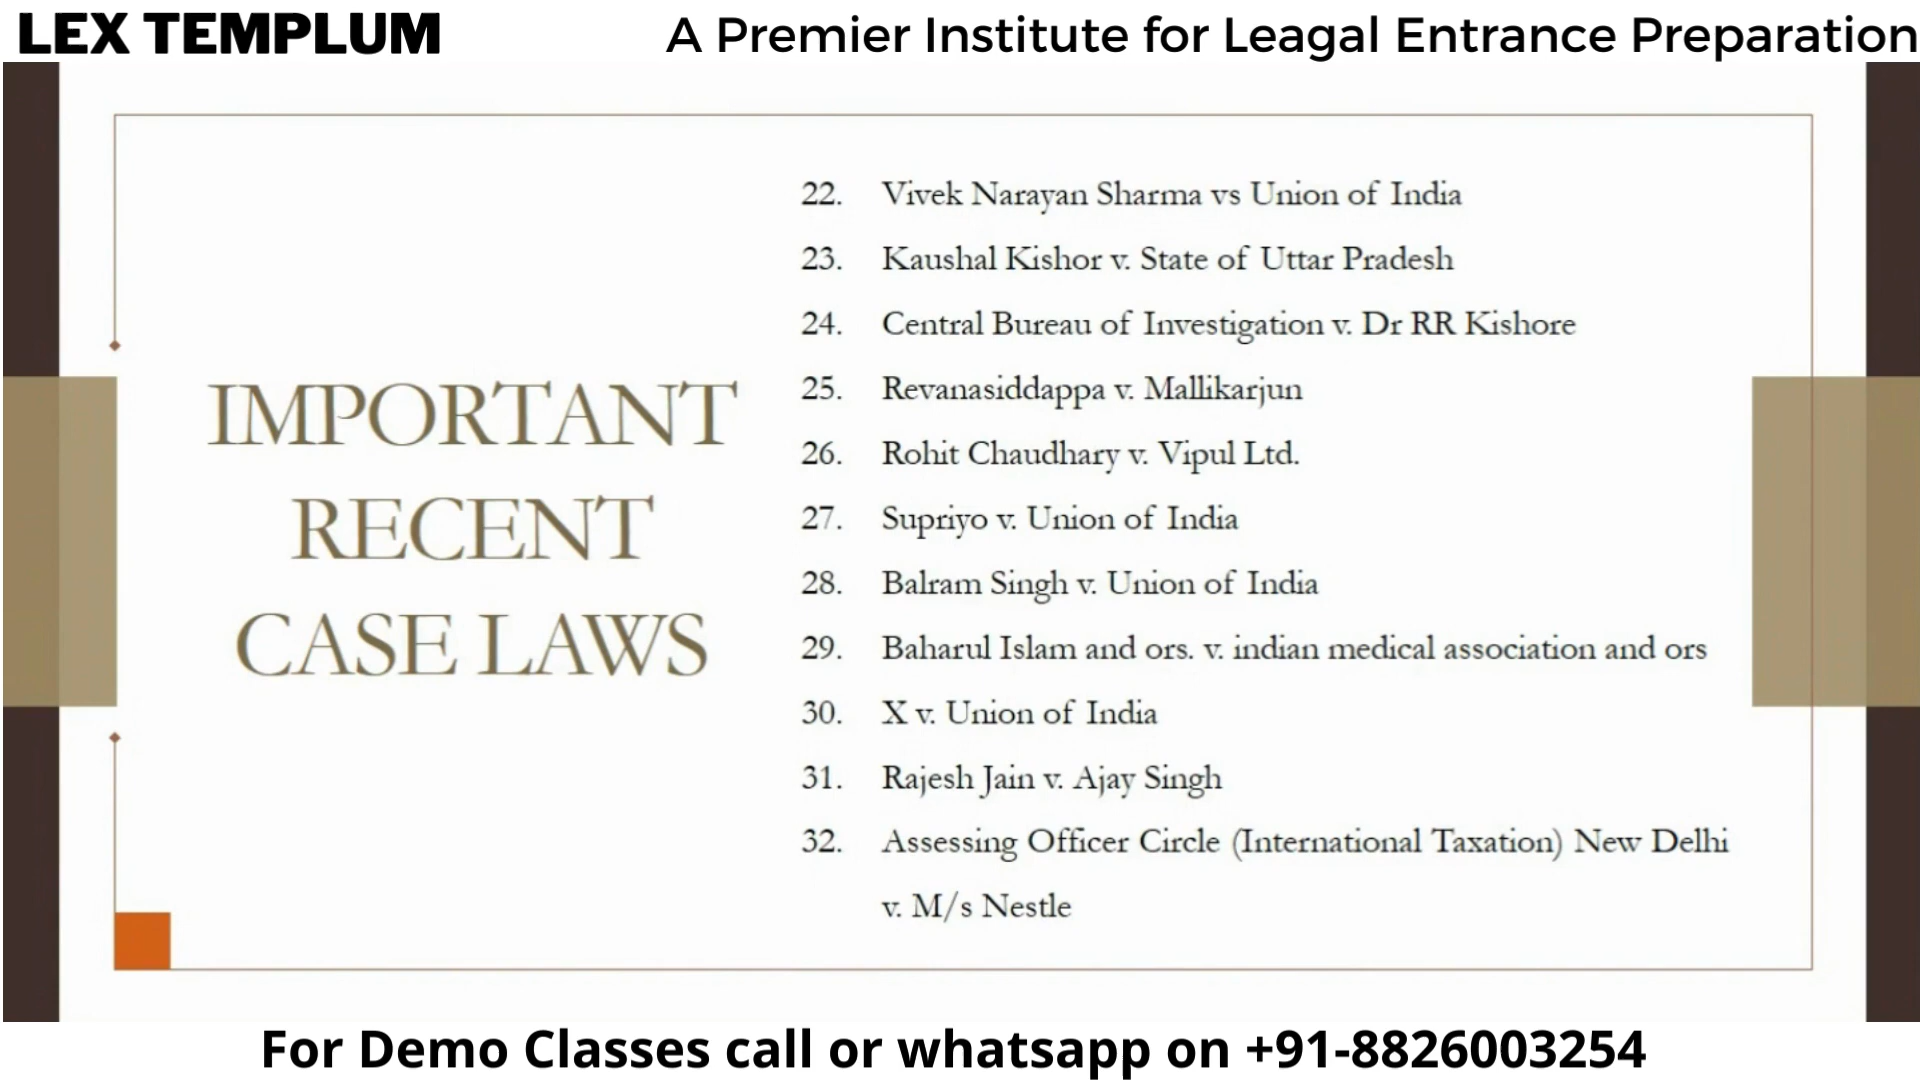 LEX TEMPLUM
A Premier Institute for Leagal Entrance Preparation
IMPORTANT
RECENT
CASE LAWS
22. Vivek Narayan Sharma vs Union of India
23. Kaushal Kishor v. State of Uttar Pradesh
24. Central Bureau of Investigation v. Dr RR Kishore
25. Revanasiddappa v. Mallikarjun
26. Rohit Chaudhary v. Vipul Ltd.
27. Supriyo v. Union of India
28. Balram Singh v. Union of India
29. Baharul Islam and ors. v. indian medical association and ors
30. X v. Union of India
31. Rajesh Jain v. Ajay Singh
32. Assessing Officer Circle (International Taxation) New Delhi
v. M/s Nestle
For Demo Classes call or whatsapp on +91-8826003254